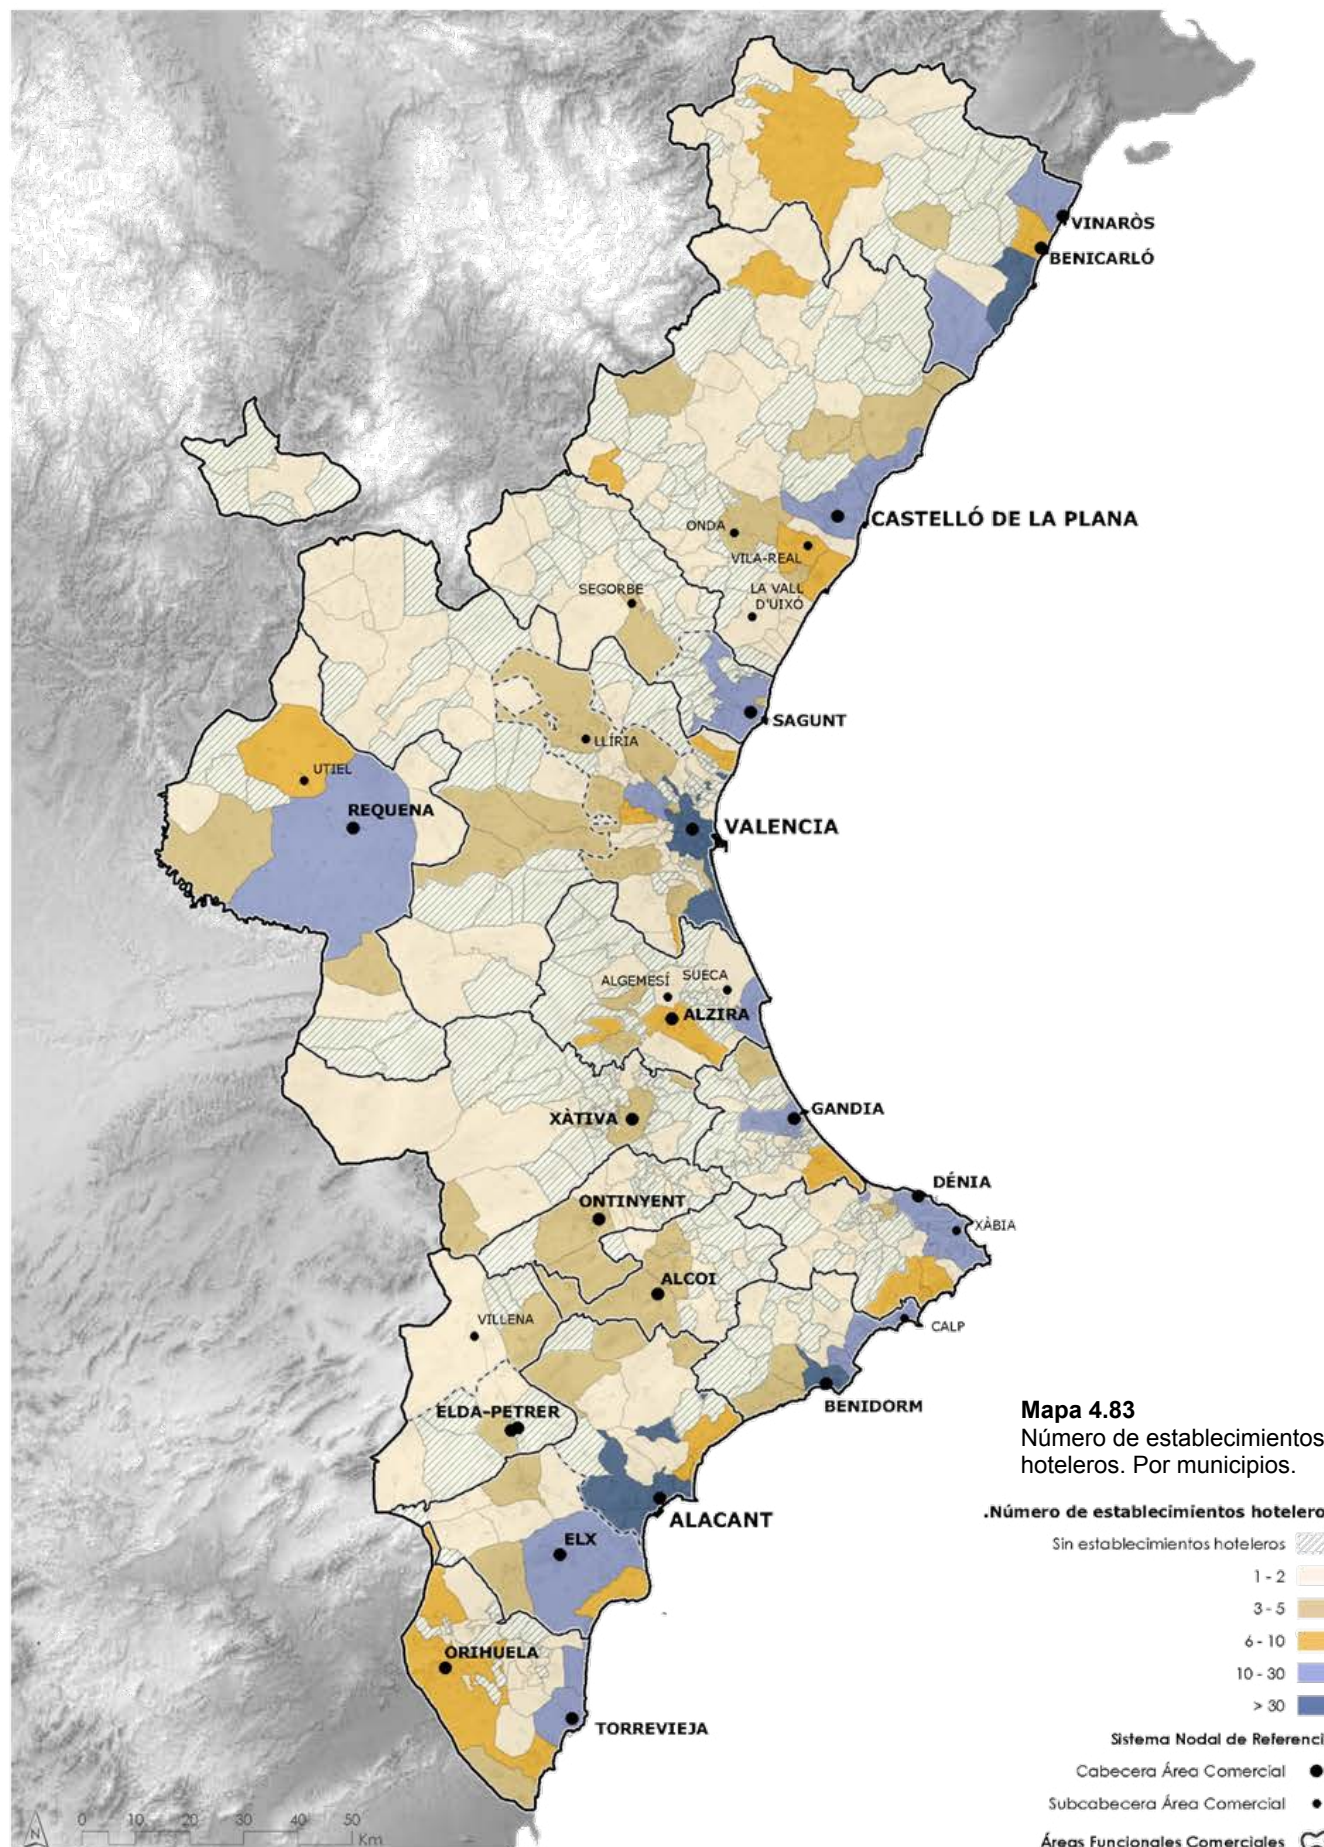 VINARÒS
BENICARLÓ
CASTELLÓ DE LA PLANA
ONDA
VILA-REAL
SEGORBE
LA VALL
D'UIXÓ
SAGUNT
LLÍRIA
UTIEL
REQUENA
VALENCIA
ALGEMESÍ
SUECA
ALZIRA
XÀTIVA
GANDIA
DÉNIA
ONTINYENT
XÀBIA
ALCOI
VILLENA
CALP
BENIDORM
ELDA-PETRER
Mapa 4.83
Número de establecimientos
hoteleros. Por municipios.
ALACANT
.Número de establecimientos hotelero
ELX
Sin establecimientos hoteleros
1 - 2
3 - 5
6 - 10
ORIHUELA
10 - 30
> 30
TORREVIEJA
Sistema Nodal de Referenci
Cabecera Área Comercial
Subcabecera Área Comercial
Áreas Funcionales Comerciales
N
0 10 20 30 40 50
Km